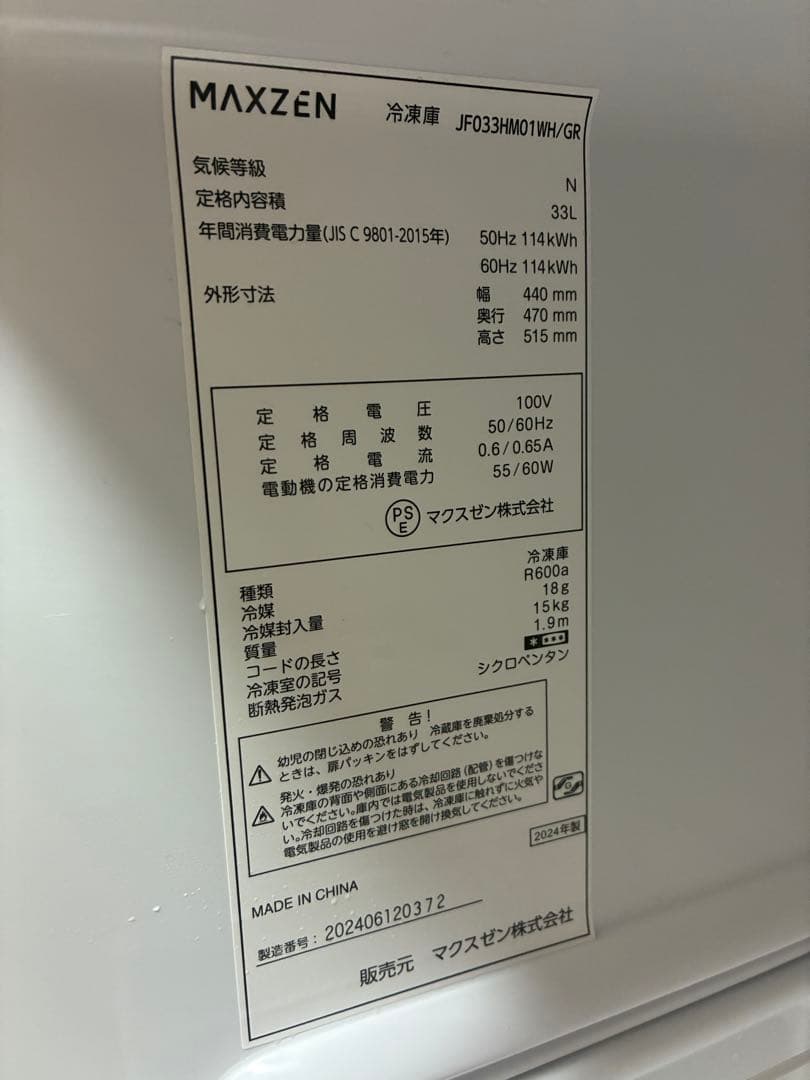 MAXZEN 冷凍庫 JF033HM01WH/GR
気候等級 N
定格内容積 33L
年間消費電力量(JIS C 9801-2015年) 50Hz 114kWh
60Hz 114kWh
外形寸法 幅 440 mm
奥行 470 mm
高さ 515 mm
定格電圧 100V
定格周波数 50/60Hz
定格電流 0.6/0.65A
電動機の定格消費電力 55/60W
PSE マクスゼン株式会社
種類 冷凍庫
冷媒 R600a
冷媒封入量 18g
質量 15kg
コードの長さ 1.9m
冷凍室の記号 ****
断熱発泡ガス シクロペンタン
警告!
幼児の閉じ込めの恐れあり 冷蔵庫を廃棄処分する
ときは、扉パッキンをはずしてください。
発火・爆発の恐れあり
冷凍庫の背面や側面にある冷却回路(配管)を傷つけな
いでください。庫内では電気製品を使用しないでくださ
い。冷却回路を傷つけた時は、冷凍庫に触れずに火気や
電気製品の使用を避け窓を開け換気してください。
G
2024年製
MADE IN CHINA
製造番号: 202406120372
販売元 マクスゼン株式会社